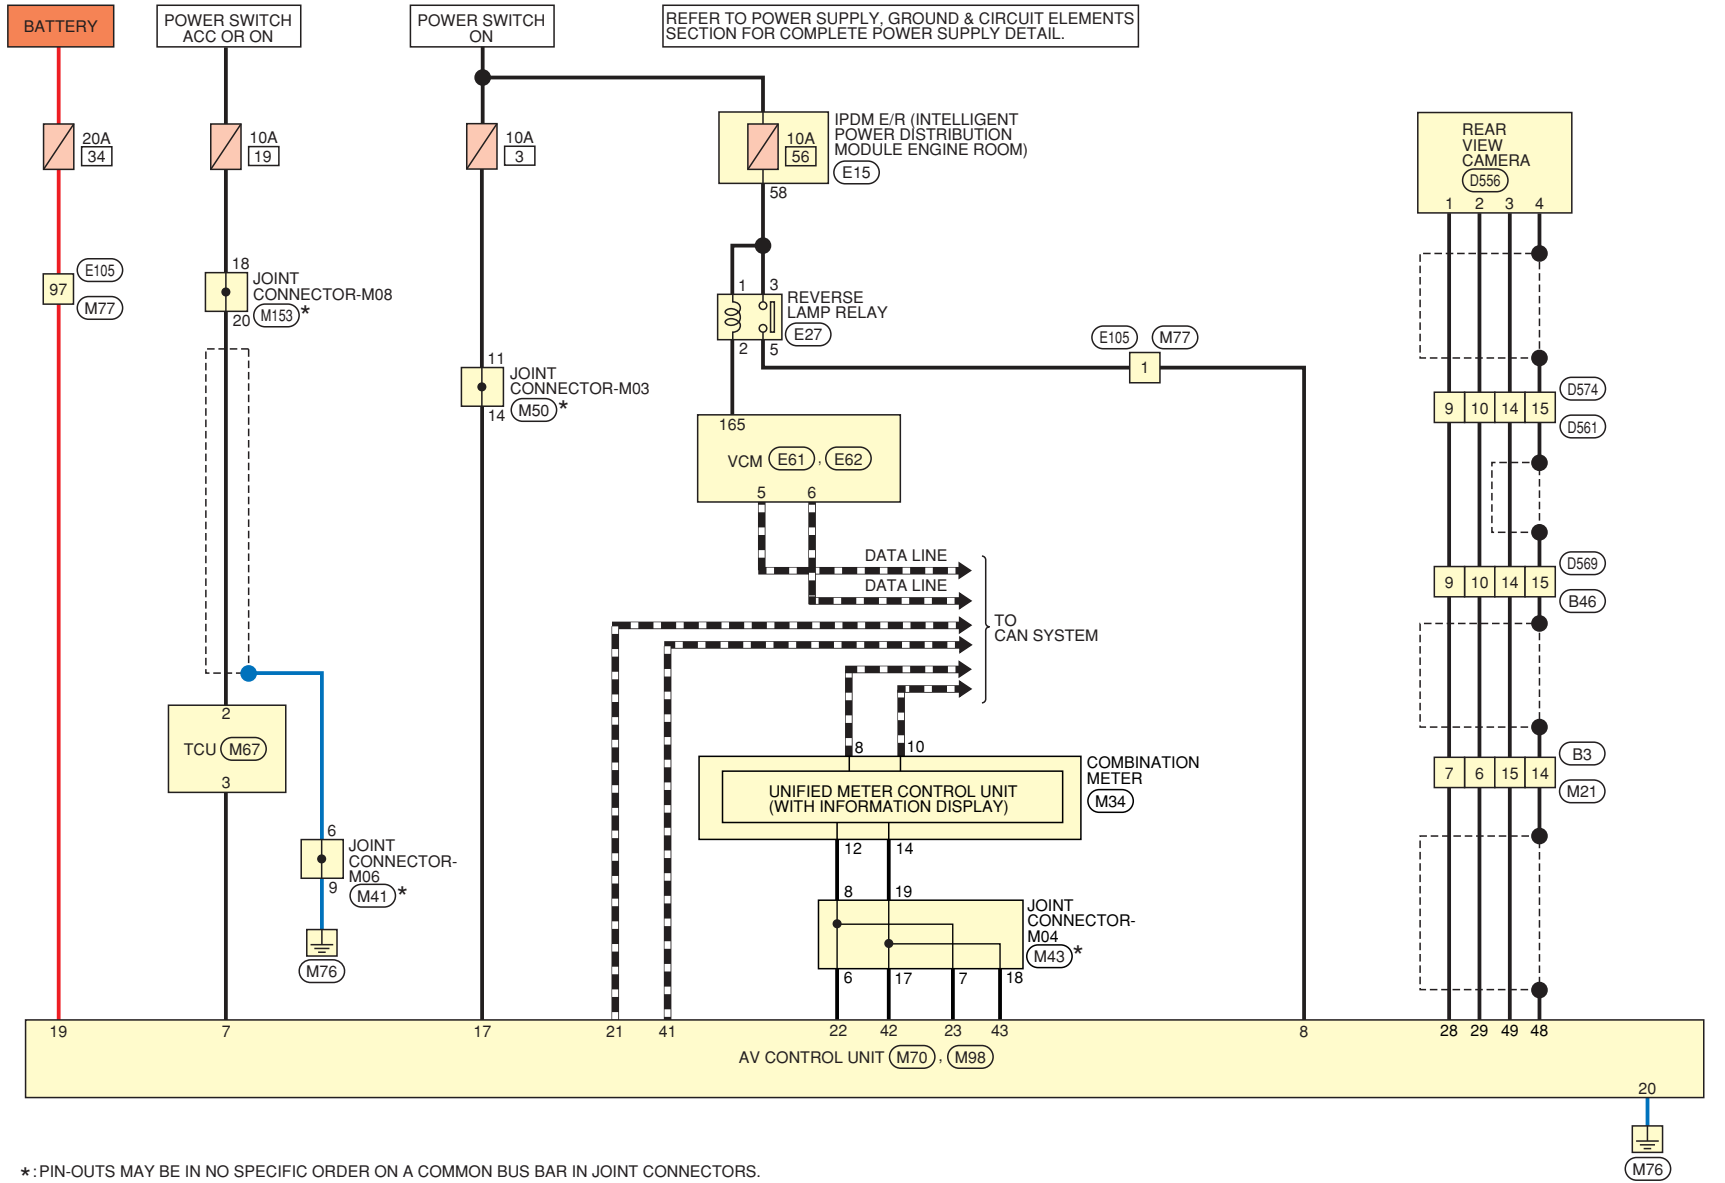 BATTERY
POWER SWITCH
ACC OR ON
POWER SWITCH
ON
REFER TO POWER SUPPLY, GROUND & CIRCUIT ELEMENTS
SECTION FOR COMPLETE POWER SUPPLY DETAIL.
20A
34
10A
19
10A
3
10A
56
IPDM E/R (INTELLIGENT
POWER DISTRIBUTION
MODULE ENGINE ROOM)
E15
58
REAR
VIEW
CAMERA
D556
1 2 3 4
97
E105
M77
18
JOINT
CONNECTOR-M08
20
M153 *
1 3
REVERSE
LAMP RELAY
E27
2 5
E105 M77
1
11
JOINT
CONNECTOR-M03
14
M50 *
165
VCM E61 , E62
5 6
9 10 14 15
D574
D561
DATA LINE
DATA LINE
TO
CAN SYSTEM
9 10 14 15
D569
B46
2
TCU M67
3
8 10
COMBINATION
METER
M34
UNIFIED METER CONTROL UNIT
(WITH INFORMATION DISPLAY)
12 14
7 6 15 14
B3
M21
6
JOINT
CONNECTOR-
M06
9
M41 *
M76
8 19
JOINT
CONNECTOR-
M04
M43 *
6 17 7 18
19 7 17 21 41 22 42 23 43 8 28 29 49 48
AV CONTROL UNIT M70 , M98
20
M76
*:PIN-OUTS MAY BE IN NO SPECIFIC ORDER ON A COMMON BUS BAR IN JOINT CONNECTORS.